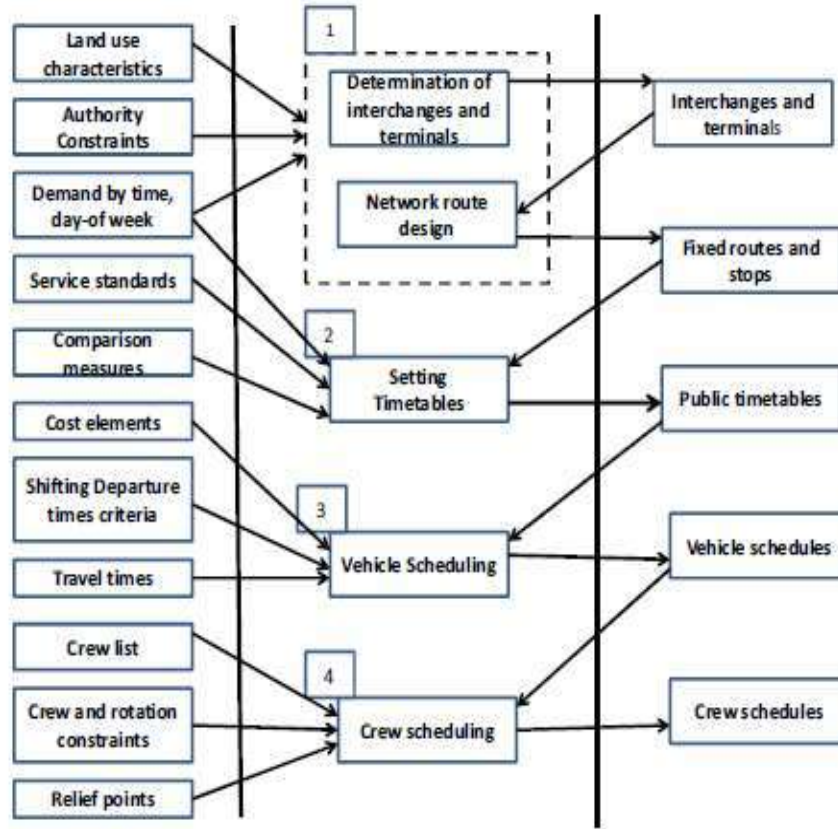 Land use
characteristics
Authority
Constraints
Demand by time,
day-of week
Service standards
Comparison
measures
Cost elements
Shifting Departure
times criteria
Travel times
Crew list
Crew and rotation
constraints
Relief points
1
Determination of
interchanges and
terminals
Network route
design
2
Setting
Timetables
3
Vehicle Scheduling
4
Crew scheduling
Interchanges and
terminals
Fixed routes and
stops
Public timetables
Vehicle schedules
Crew schedules